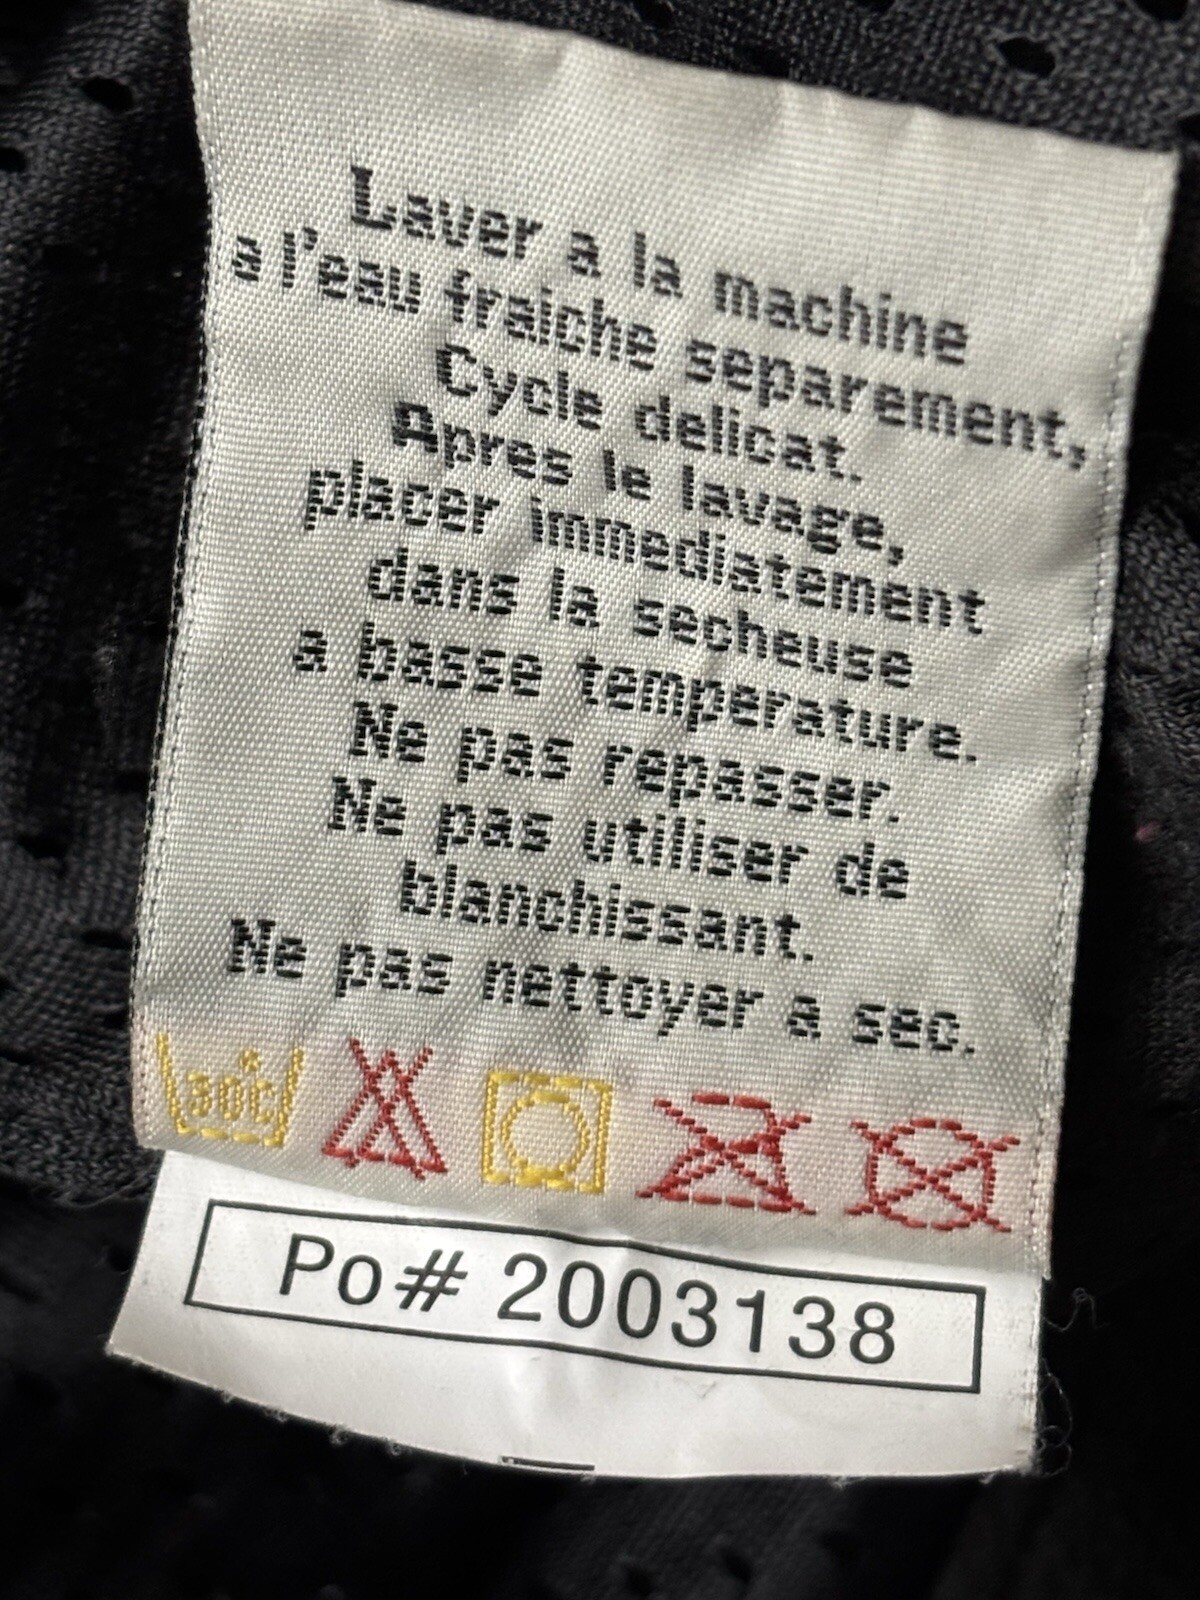 Laver a la machine
a l'eau fraiche separement,
Cycle delicat.
Apres le lavage,
placer immediatement
dans la secheuse
a basse temperature.
Ne pas repasser.
Ne pas utiliser de
blanchissant.
Ne pas nettoyer a sec.
30°C
Po# 2003138